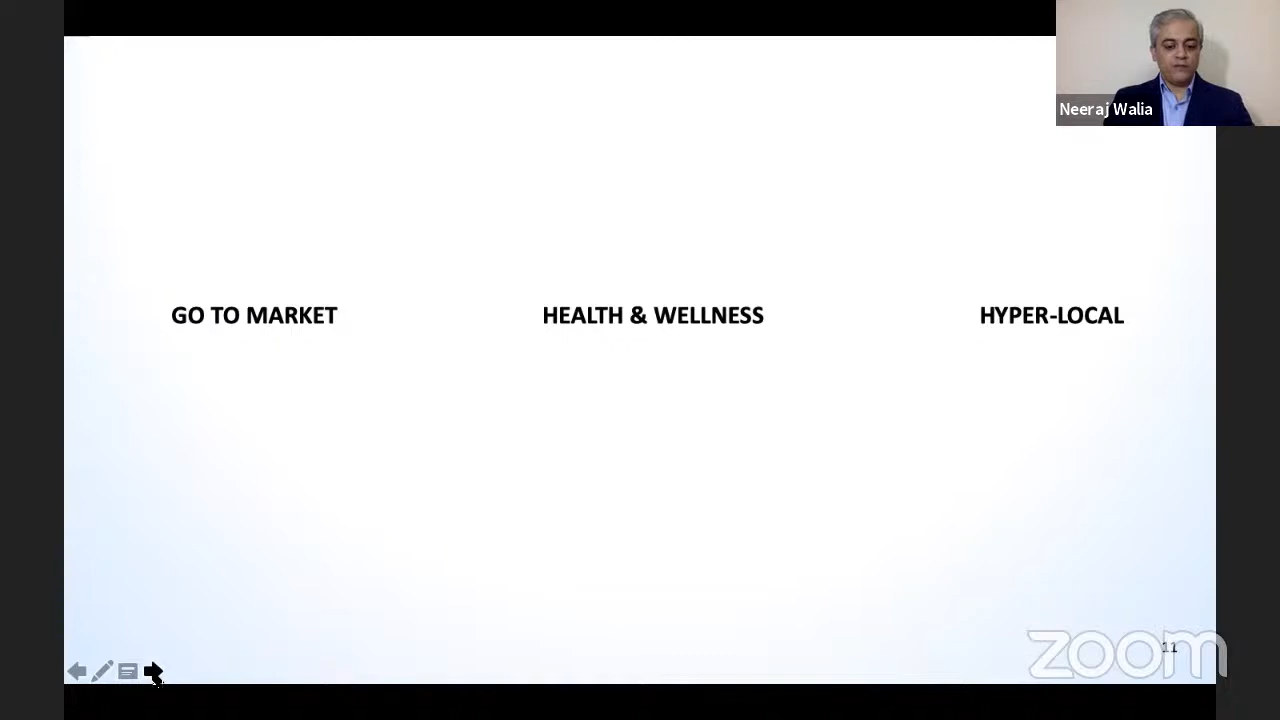 Neeraj Walia
GO TO MARKET
HEALTH & WELLNESS
HYPER-LOCAL
11
zoom